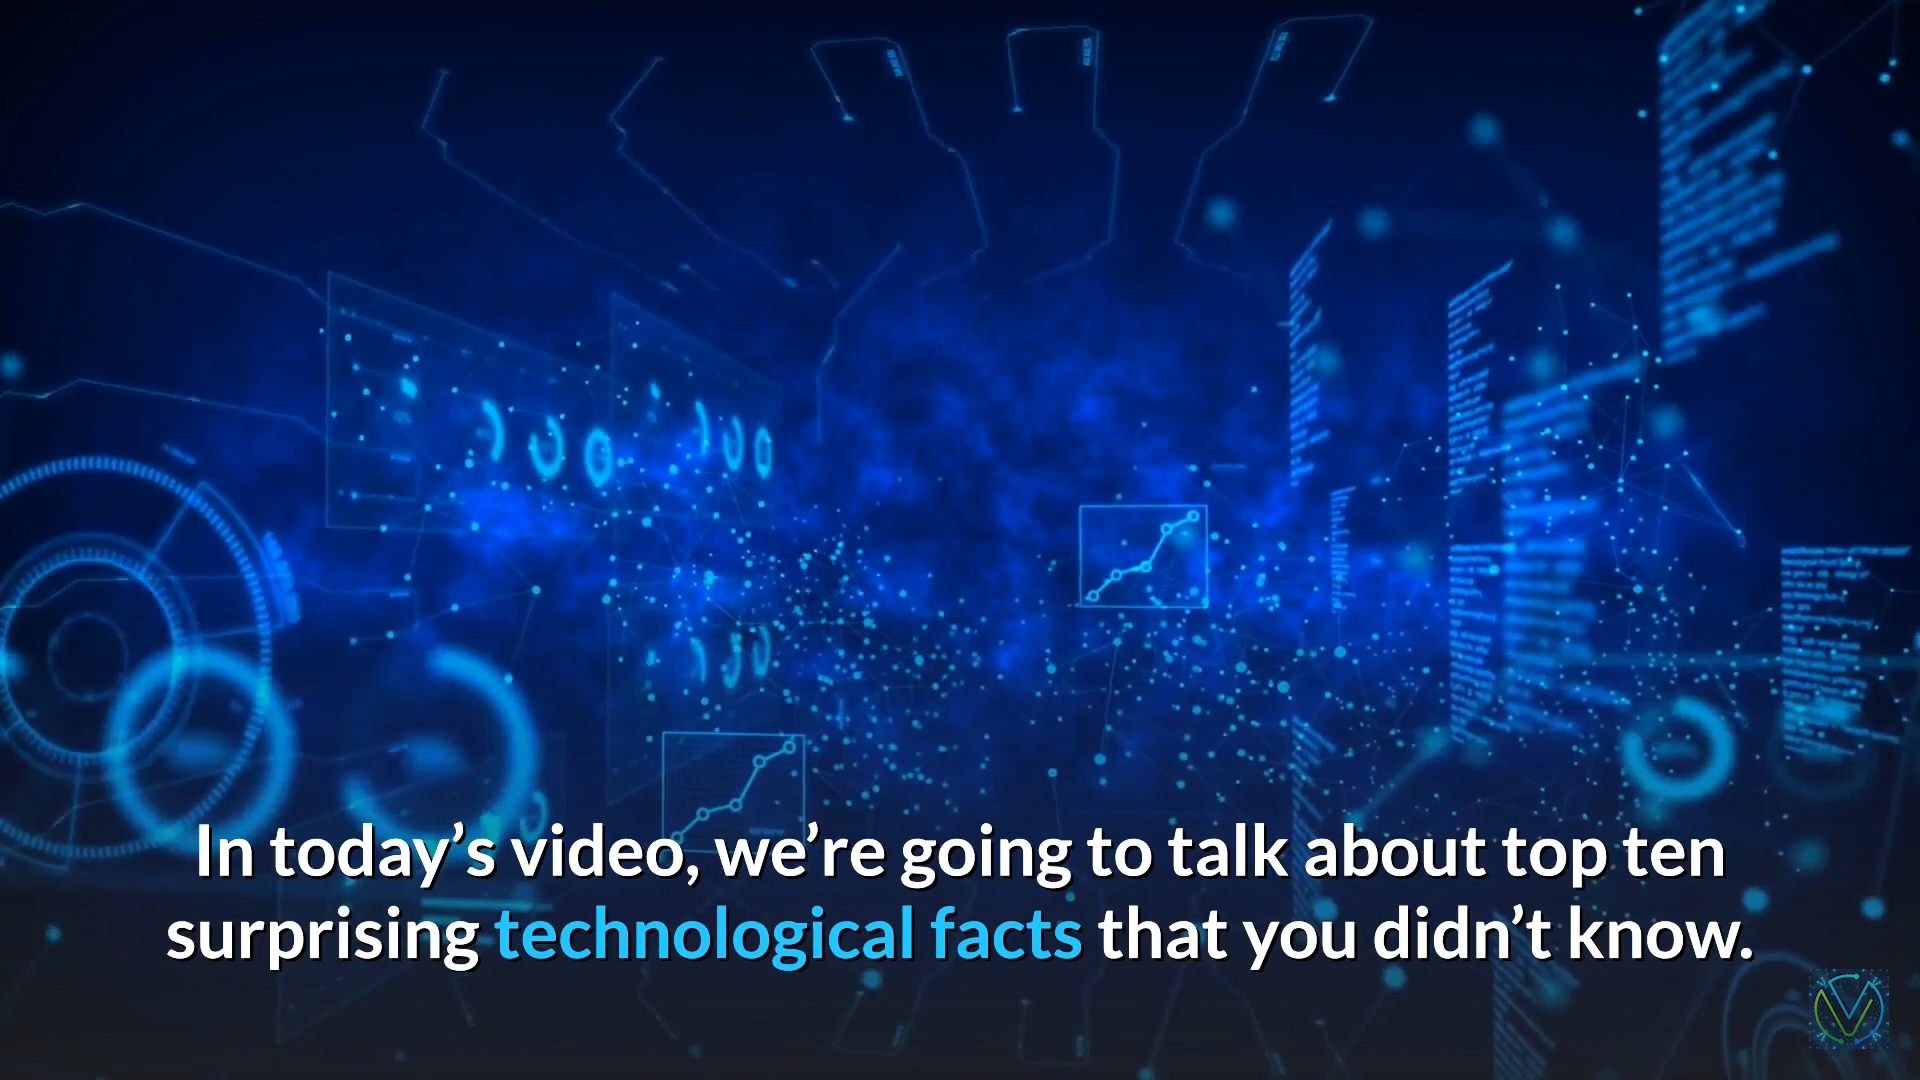 In today’s video, we’re going to talk about top ten
surprising technological facts that you didn’t know.